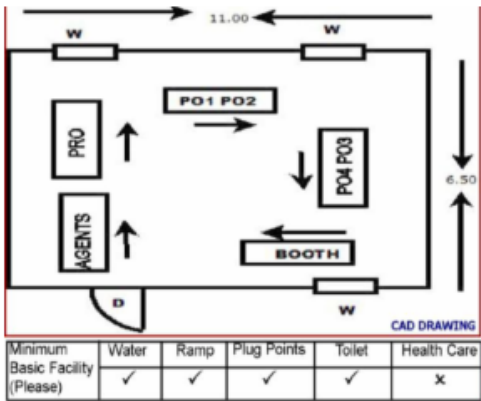 11.00
W
W
PO1 PO2
PRO
PO4 PO3
6.50
AGENTS
BOOTH
D
W
CAD DRAWING
Minimum Basic Facility (Please) Water Ramp Plug Points Toilet Health Care
✓ ✓ ✓ ✓ x